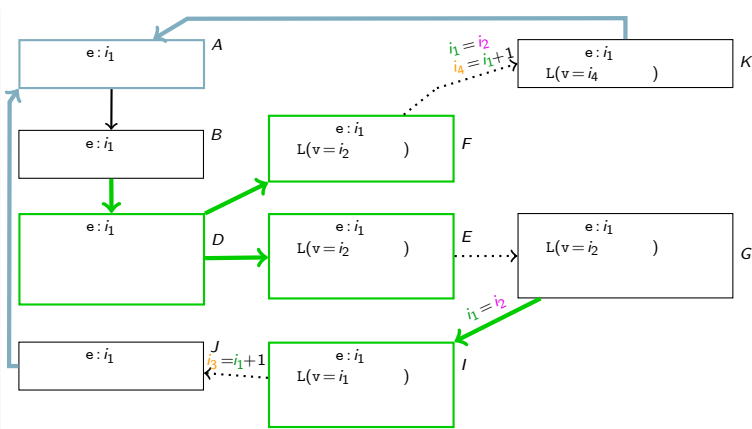 A
e : i₁
B
e : i₁
D
e : i₁
F
e : i₁
L(v = i₂ )
i₁ = i₂
i₄ = i₁+1
K
e : i₁
L(v = i₄ )
E
e : i₁
L(v = i₂ )
G
e : i₁
L(v = i₂ )
i₁ = i₂
I
e : i₁
L(v = i₁ )
i₃ = i₁+1
J
e : i₁